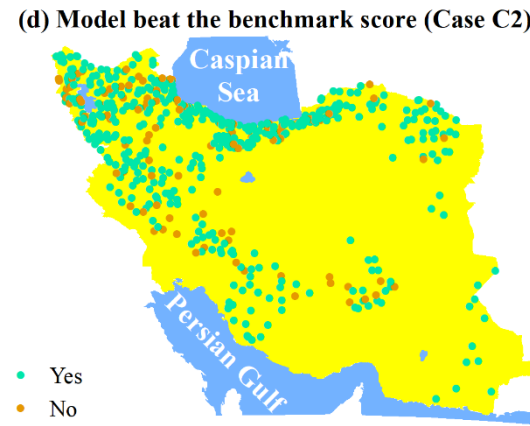 (d) Model beat the benchmark score (Case C2)
Caspian
Sea
Persian Gulf
Yes
No